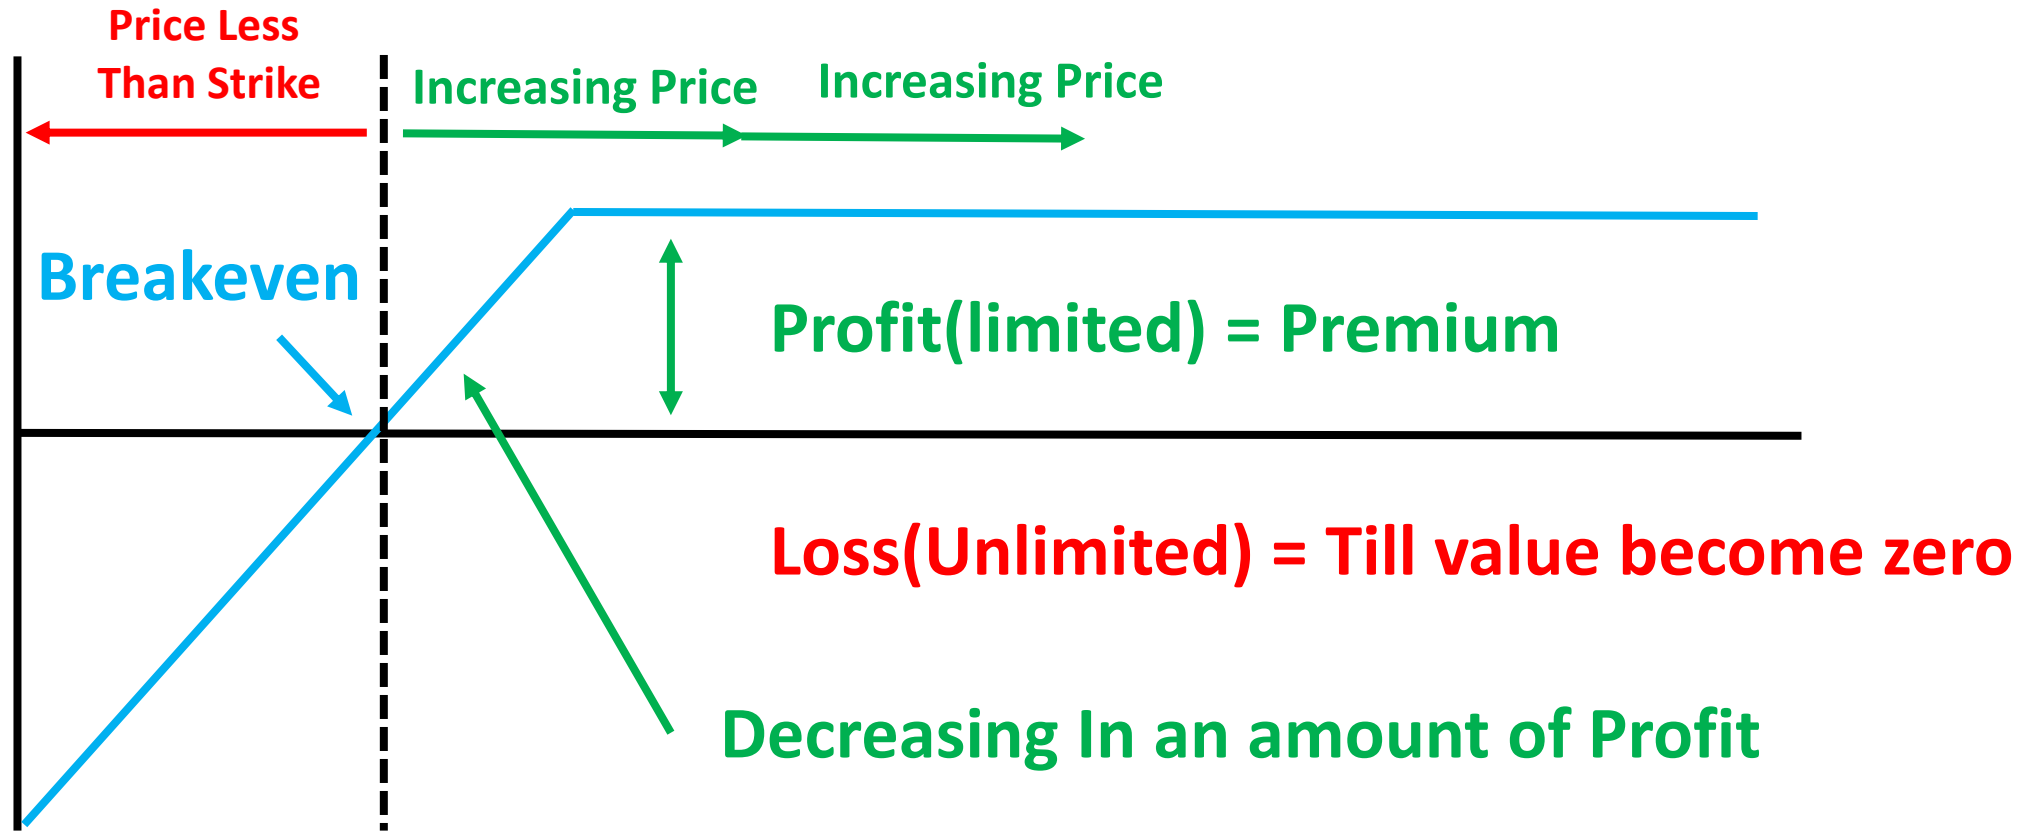 Price Less
Than Strike
Increasing Price
Increasing Price
Breakeven
Profit(limited) = Premium
Loss(Unlimited) = Till value become zero
Decreasing In an amount of Profit